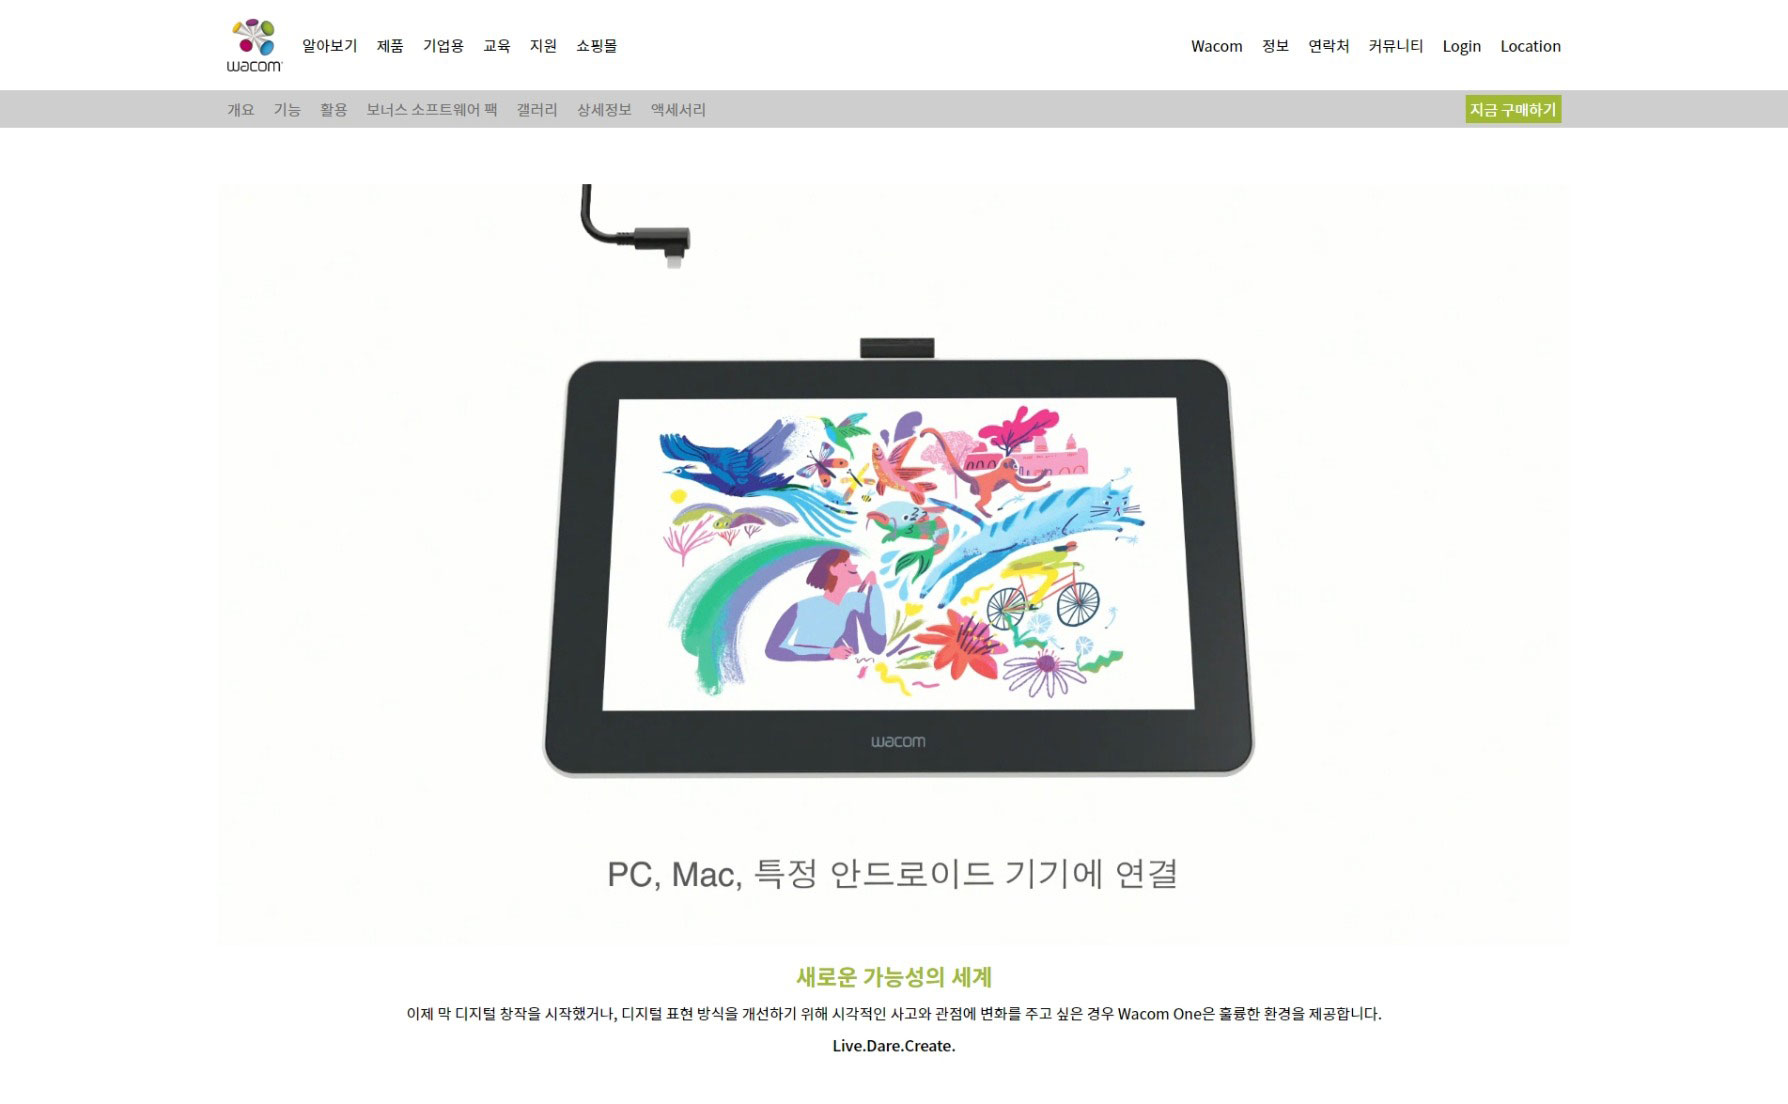 wacom
알아보기 제품 기업용 교육 지원 쇼핑몰
Wacom 정보 연락처 커뮤니티 Login Location
개요 기능 활용 보너스 소프트웨어 팩 갤러리 상세정보 액세서리
지금 구매하기
wacom
PC, Mac, 특정 안드로이드 기기에 연결
새로운 가능성의 세계
이제 막 디지털 창작을 시작했거나, 디지털 표현 방식을 개선하기 위해 시각적인 사고와 관점에 변화를 주고 싶은 경우 Wacom One은 훌륭한 환경을 제공합니다.
Live.Dare.Create.